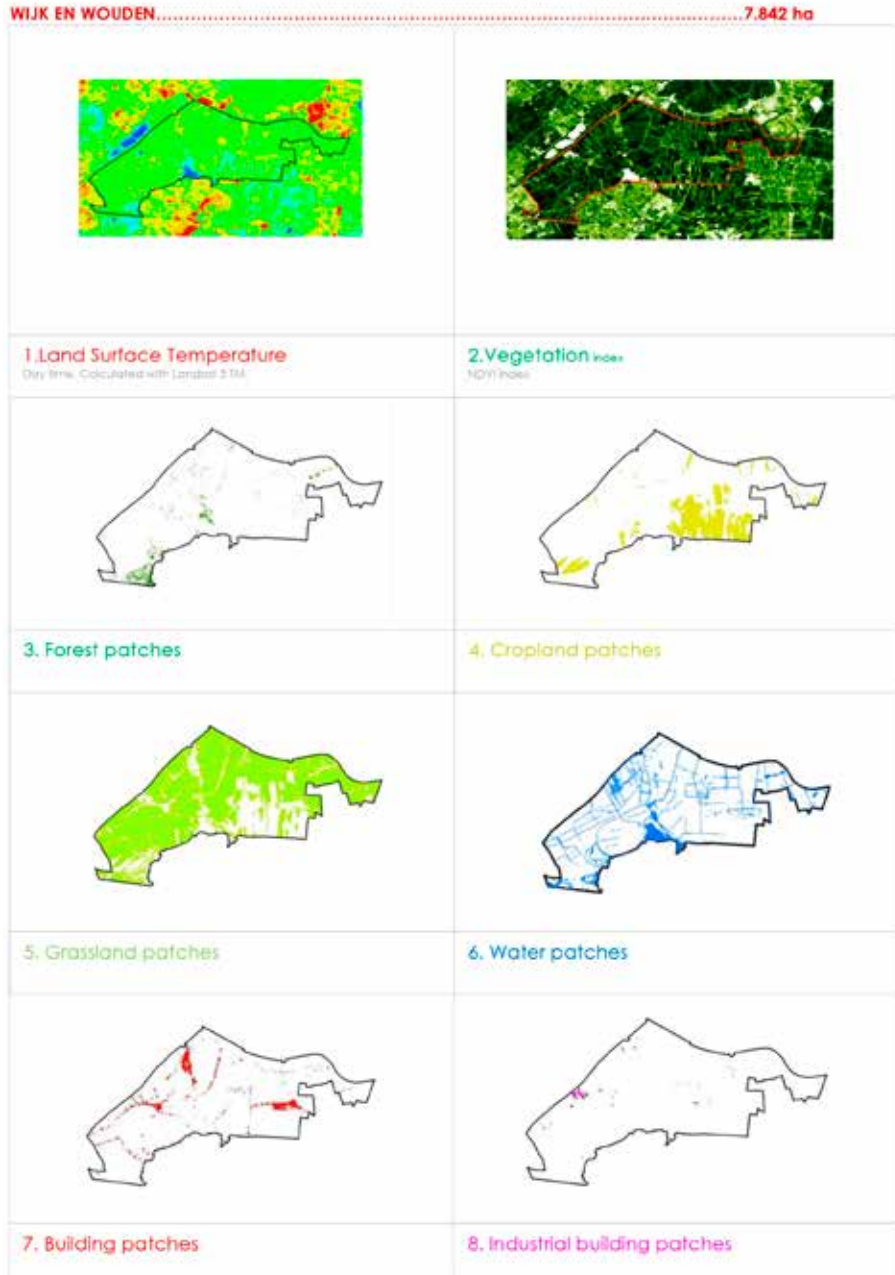 WIJK EN WOUDEN.......................................................................................................................7.842 ha
1.Land Surface Temperature
Day time, Calculated with Landsat 5 TM
2.Vegetation index
NDVI index
3. Forest patches
4. Cropland patches
5. Grassland patches
6. Water patches
7. Building patches
8. Industrial building patches